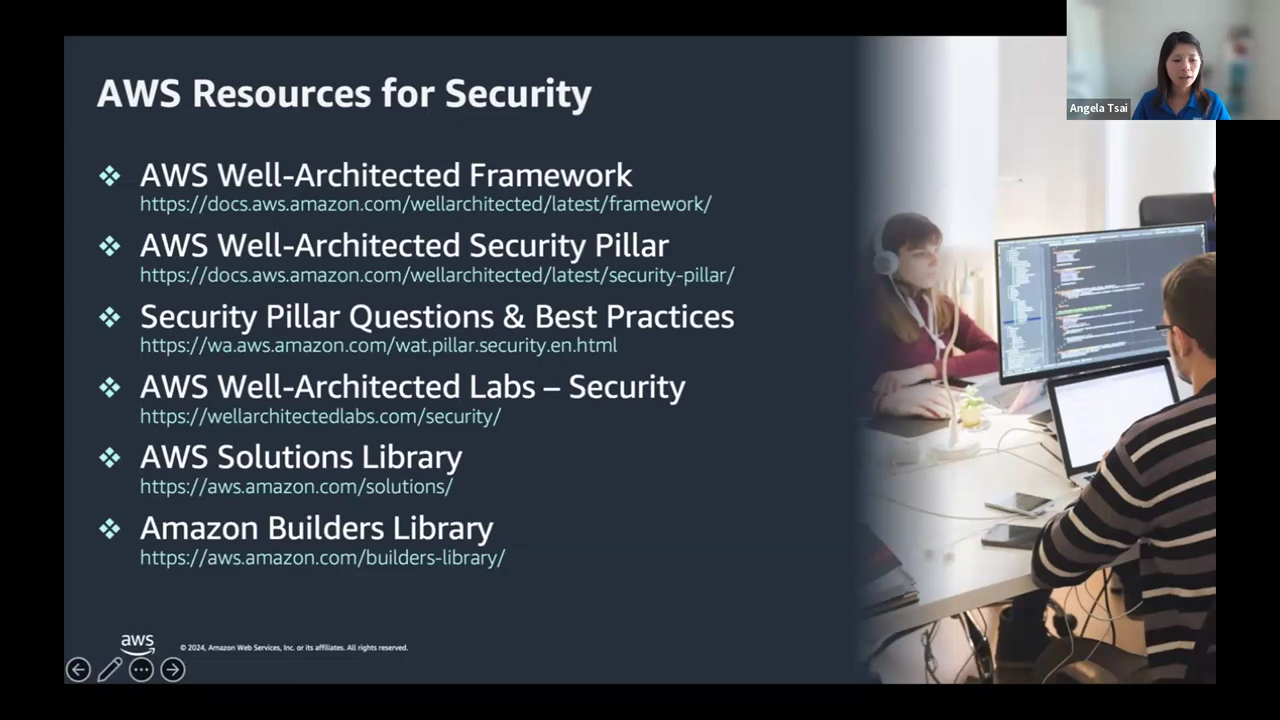 AWS Resources for Security
Angela Tsai
❖ AWS Well-Architected Framework
https://docs.aws.amazon.com/wellarchitected/latest/framework/
❖ AWS Well-Architected Security Pillar
https://docs.aws.amazon.com/wellarchitected/latest/security-pillar/
❖ Security Pillar Questions & Best Practices
https://wa.aws.amazon.com/wat.pillar.security.en.html
❖ AWS Well-Architected Labs – Security
https://wellarchitectedlabs.com/security/
❖ AWS Solutions Library
https://aws.amazon.com/solutions/
❖ Amazon Builders Library
https://aws.amazon.com/builders-library/
aws
© 2024, Amazon Web Services, Inc. or its affiliates. All rights reserved.